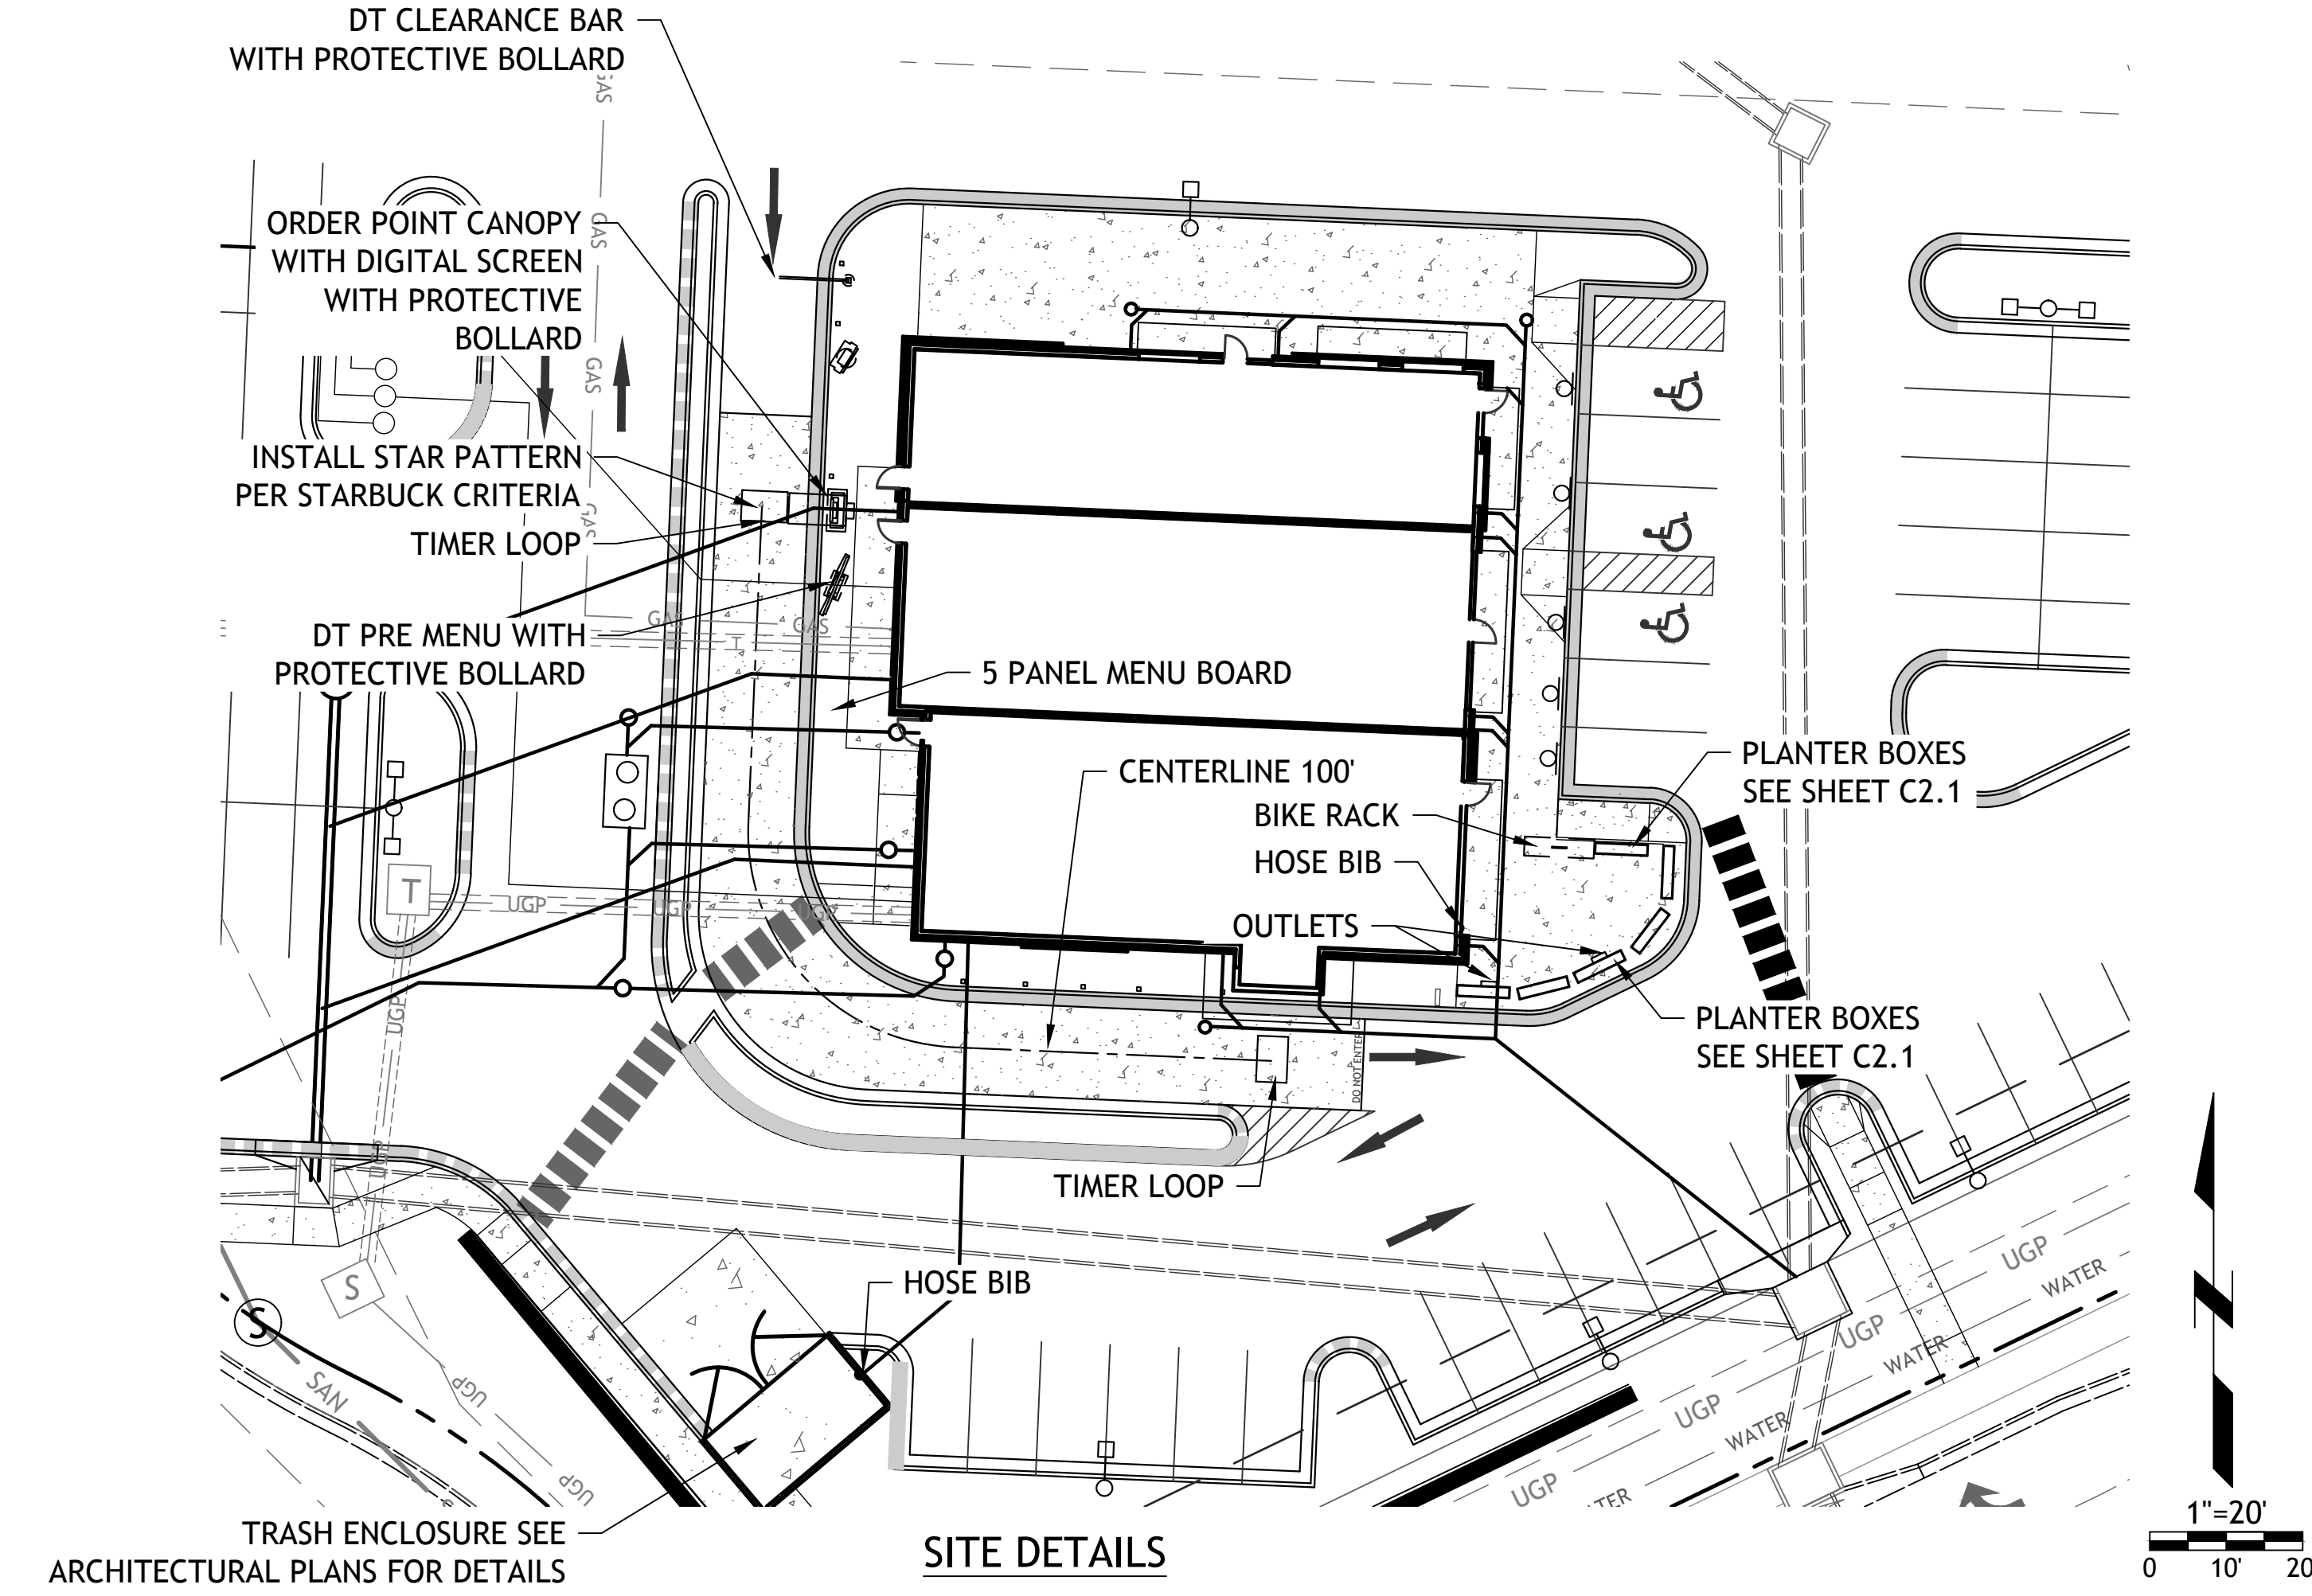 DT CLEARANCE BAR
WITH PROTECTIVE BOLLARD
GAS
ORDER POINT CANOPY
WITH DIGITAL SCREEN
WITH PROTECTIVE
BOLLARD
GAS
GAS
INSTALL STAR PATTERN
PER STARBUCK CRITERIA
GAS
TIMER LOOP
DT PRE MENU WITH
PROTECTIVE BOLLARD
GAS
GAS
T
5 PANEL MENU BOARD
CENTERLINE 100'
PLANTER BOXES
SEE SHEET C2.1
BIKE RACK
HOSE BIB
OUTLETS
T
UGP
UGP
UGP
UGP
UGP
PLANTER BOXES
SEE SHEET C2.1
DO NOT ENTER
TIMER LOOP
HOSE BIB
S
S
SAN
UGP
UGP
UGP
WATER
UGP
WATER
UGP
WATER
UGP
TER
TRASH ENCLOSURE SEE
ARCHITECTURAL PLANS FOR DETAILS
SITE DETAILS
1"=20'
0 10' 20